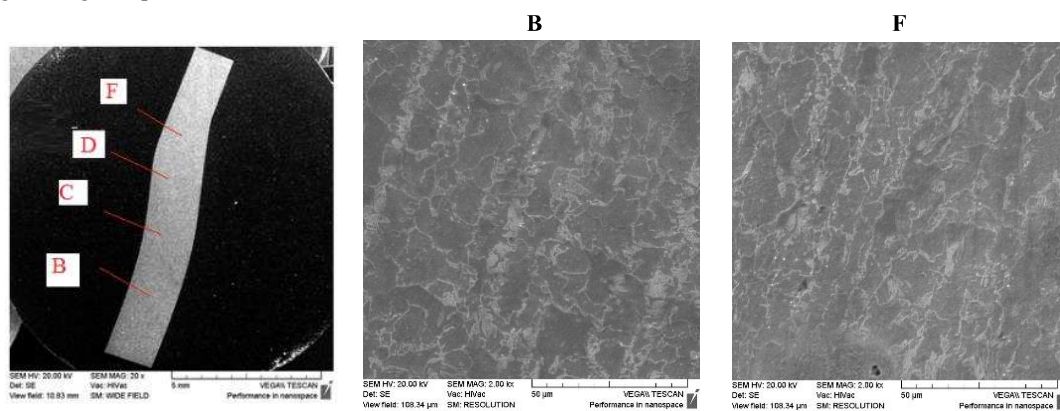 B
F
F
D
C
B
SEM HV: 20.00 kV SEM MAG: 20 x
Det: SE Vac: HiVac 5 mm VEGA\\ TESCAN
View field: 10.83 mm SM: WIDE FIELD Performance in nanospace
SEM HV: 20.00 kV SEM MAG: 2.00 kx
Det: SE Vac: HiVac 50 µm VEGA\\ TESCAN
View field: 108.34 µm SM: RESOLUTION Performance in nanospace
SEM HV: 20.00 kV SEM MAG: 2.00 kx
Det: SE Vac: HiVac 50 µm VEGA\\ TESCAN
View field: 108.34 µm SM: RESOLUTION Performance in nanospace